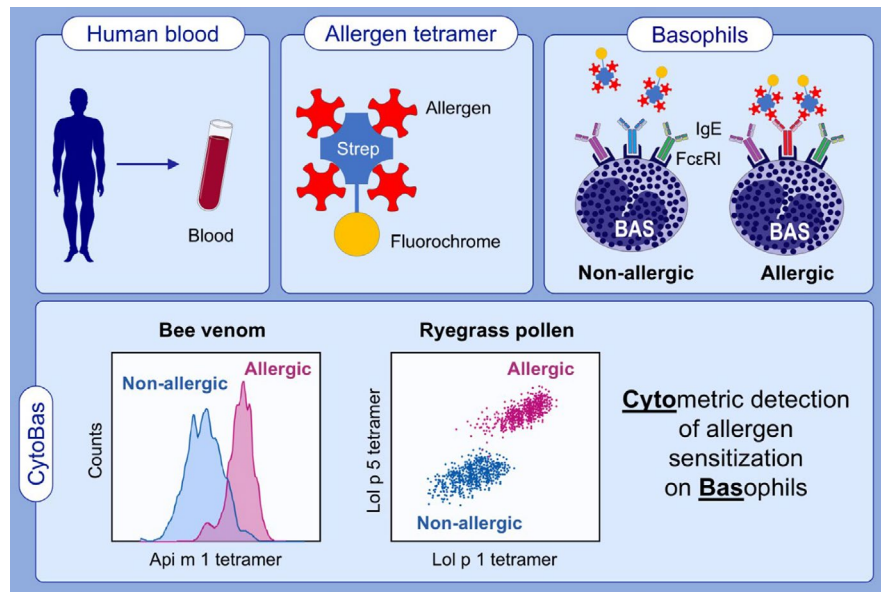 Human blood
Blood
Allergen tetramer
Allergen
Strep
Fluorochrome
Basophils
IgE
FcεRI
BAS
BAS
Non-allergic
Allergic
CytoBas
Bee venom
Non-allergic
Allergic
Counts
Api m 1 tetramer
Ryegrass pollen
Allergic
Lol p 5 tetramer
Non-allergic
Lol p 1 tetramer
Cytometric detection
of allergen
sensitization
on Basophils